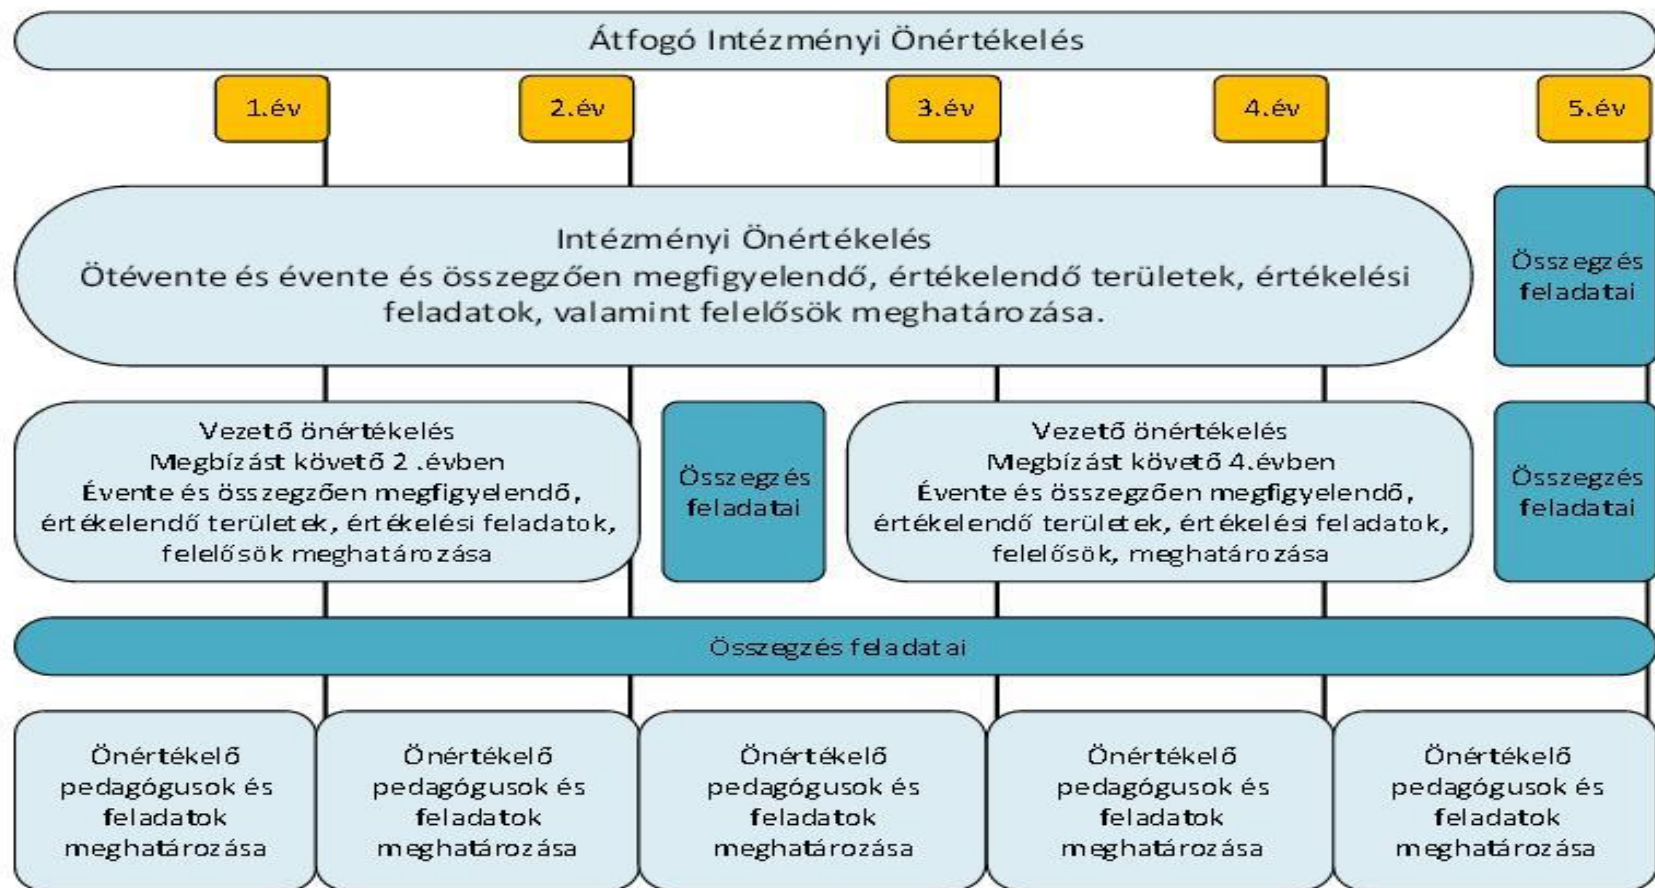 Átfogó Intézményi Önértékelés
1.év
2.év
3.év
4.év
5.év
Intézményi Önértékelés
Ötévente és évente és összegzően megfigyelendő, értékelendő területek, értékelési
feladatok, valamint felelősök meghatározása.
Összegzés
feladatai
Vezető önértékelés
Megbízást követő 2 .évben
Évente és összegzően megfigyelendő,
értékelendő területek, értékelési feladatok,
felelősök meghatározása
Összegzés
feladatai
Vezető önértékelés
Megbízást követő 4.évben
Évente és összegzően megfigyelendő,
értékelendő területek, értékelési feladatok,
felelősök, meghatározása
Összegzés
feladatai
Összegzés feladatai
Önértékelő
pedagógusok és
feladatok
meghatározása
Önértékelő
pedagógusok és
feladatok
meghatározása
Önértékelő
pedagógusok és
feladatok
meghatározása
Önértékelő
pedagógusok és
feladatok
meghatározása
Önértékelő
pedagógusok és
feladatok
meghatározása